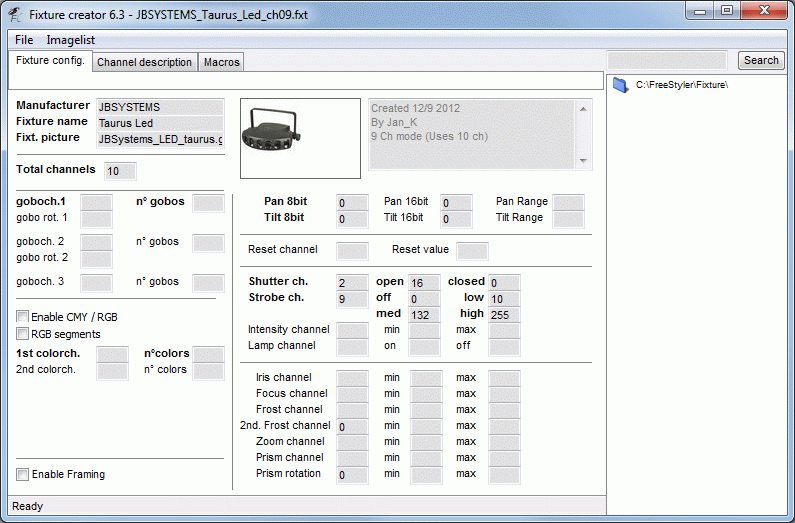 Fixture creator 6.3 - JBSYSTEMS_Taurus_Led_ch09.fxt
File Imagelist
Fixture config. Channel description Macros
Search
C:\FreeStyler\Fixture\
Manufacturer JBSYSTEMS
Fixture name Taurus Led
Fixt. picture JBSystems_LED_taurus.g
Created 12/9 2012
By Jan_K
9 Ch mode (Uses 10 ch)
Total channels 10
goboch.1 n° gobos
gobo rot. 1
goboch. 2 n° gobos
gobo rot. 2
goboch. 3 n° gobos
Enable CMY / RGB
RGB segments
1st colorch. n°colors
2nd colorch. n° colors
Enable Framing
Pan 8bit 0 Pan 16bit 0 Pan Range
Tilt 8bit 0 Tilt 16bit 0 Tilt Range
Reset channel Reset value
Shutter ch. 2 open 16 closed 0
Strobe ch. 9 off 0 low 10
med 132 high 255
Intensity channel min max
Lamp channel on off
Iris channel min max
Focus channel min max
Frost channel min max
2nd. Frost channel 0 min max
Zoom channel min max
Prism channel min max
Prism rotation 0 min max
Ready